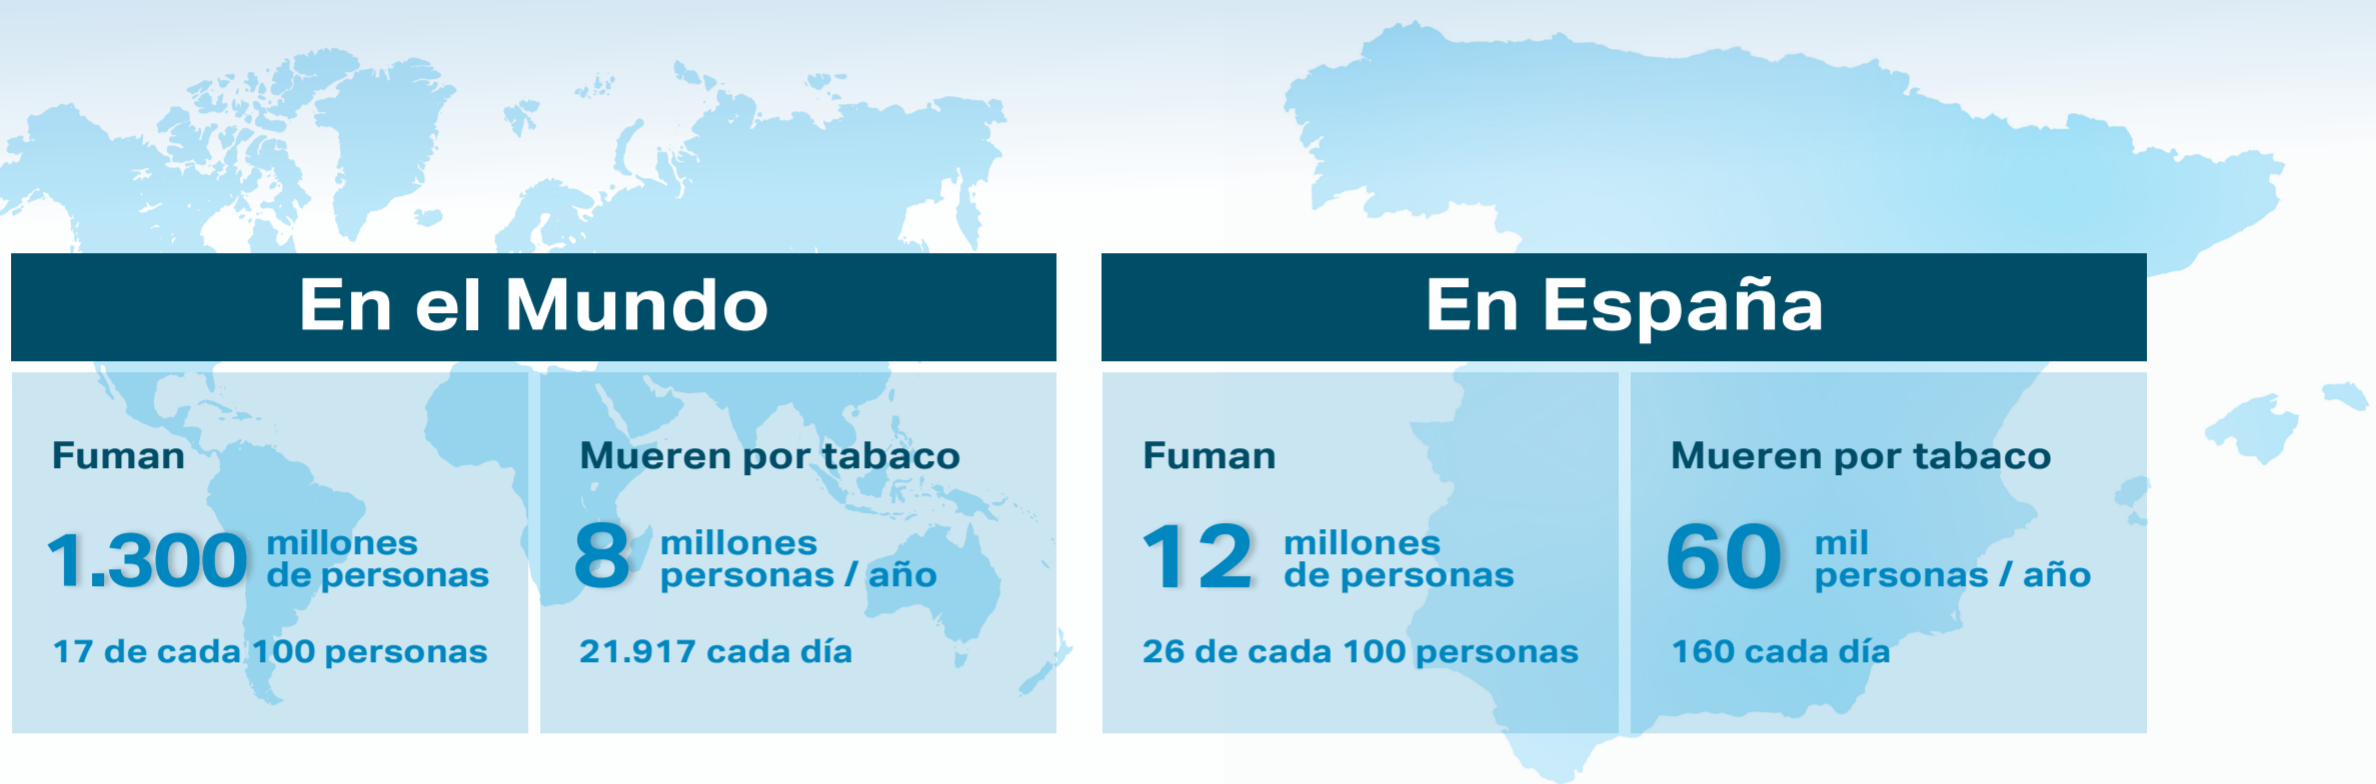 En el Mundo
Fuman
1.300 millones
de personas
17 de cada 100 personas
Mueren por tabaco
8 millones
personas / año
21.917 cada día
En España
Fuman
12 millones
de personas
26 de cada 100 personas
Mueren por tabaco
60 mil
personas / año
160 cada día